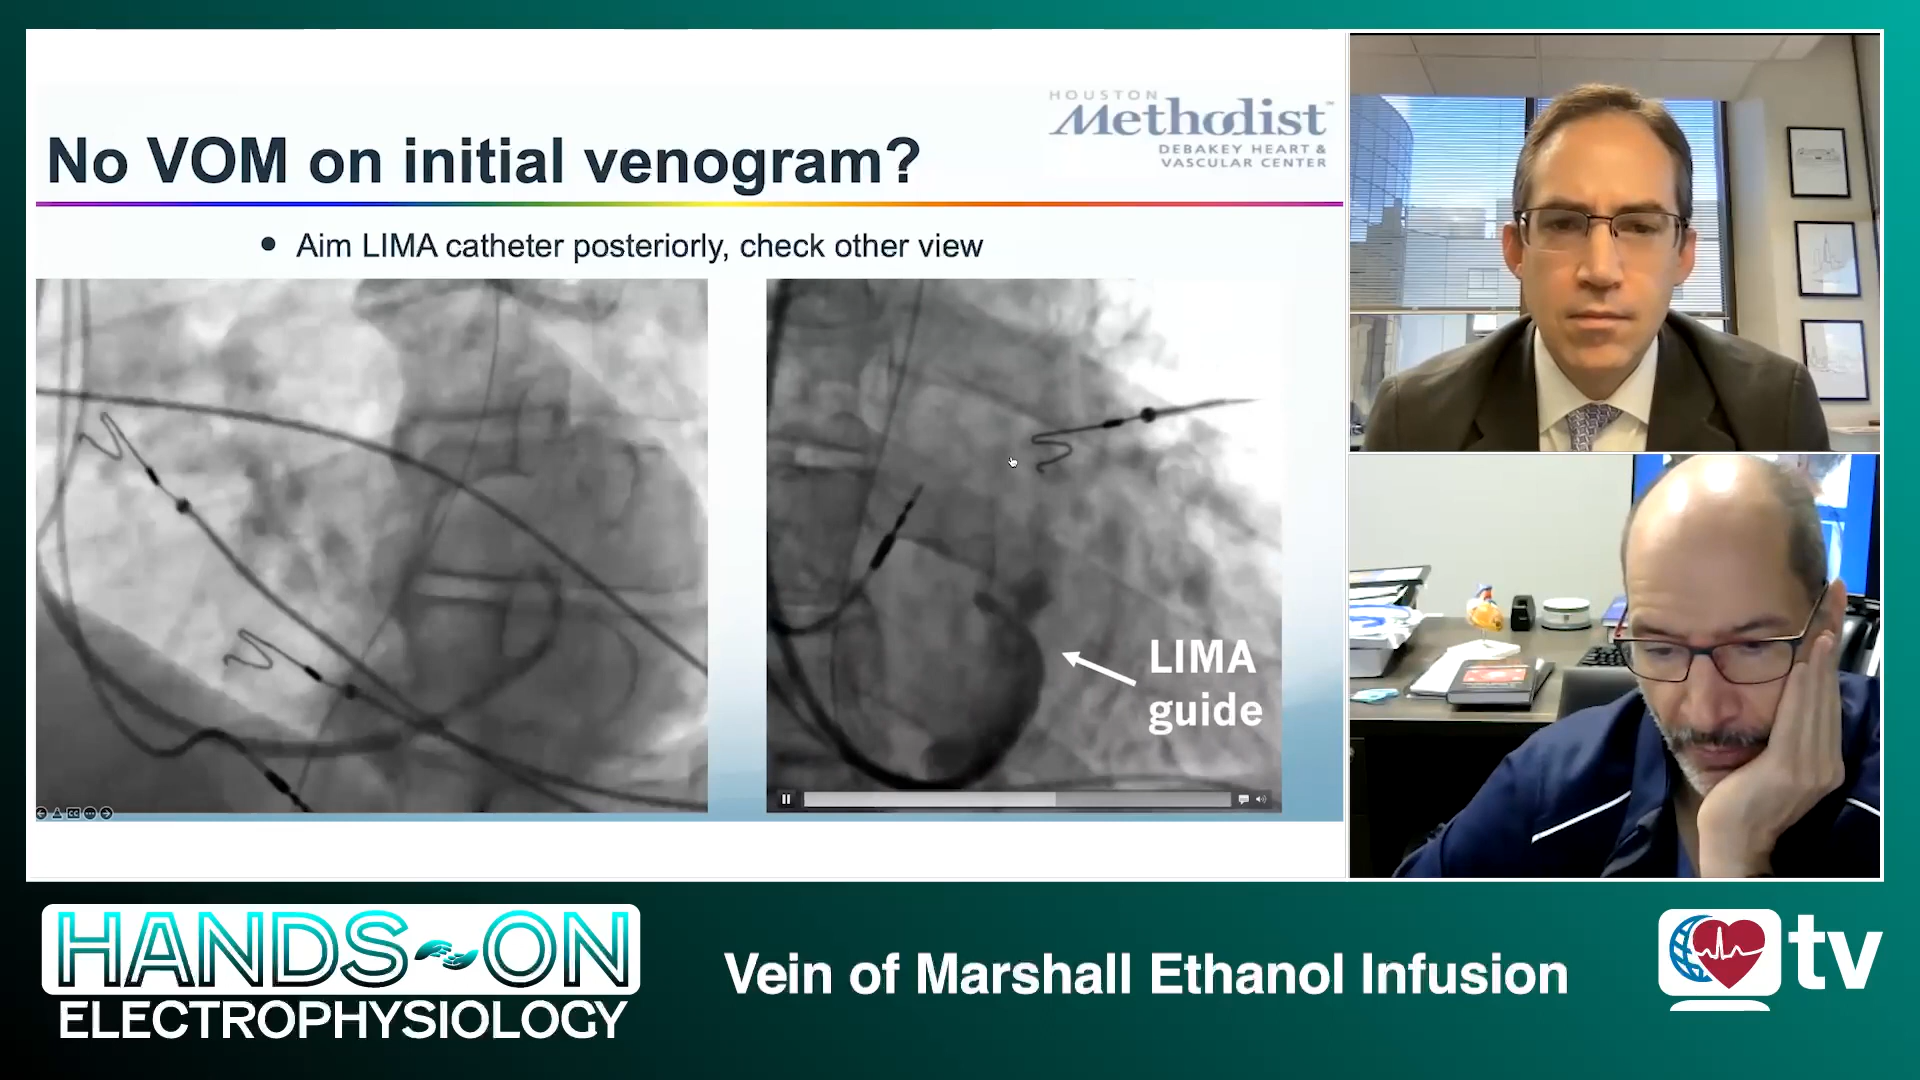 HOUSTON
Methodist
DEBAKEY HEART &
VASCULAR CENTER
No VOM on initial venogram?
• Aim LIMA catheter posteriorly, check other view
LIMA
guide
HANDS-ON
ELECTROPHYSIOLOGY
Vein of Marshall Ethanol Infusion
tv